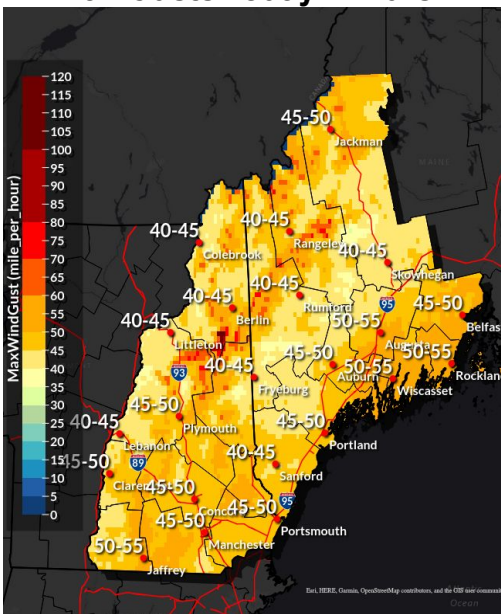 MaxWindGust (mile_per_hour)
120
115
110
105
100
95
90
85
80
75
70
65
60
55
50
45
40
35
30
25
20
15
10
5
0
45-50
Jackman
MAINE
40-45
Colebrook
40-45
Rangeley
40-45
Skowhegan
40-45
Berlin
40-45
Rumford
95
45-50
Belfas
40-45
Littleton
50-55
Augusta
93
40-45
Fryeburg
45-50
Auburn
50-55
Wiscasset
50-55
Rockland
45-50
Plymouth
40-45
Lebanon
45-50
Portland
89
45-50
40-45
Sanford
45-50
95
45-50
Portsmouth
45-50
Manchester
50-55
Jaffrey
Esri, HERE, Garmin, OpenStreetMap contributors, and the GIS user communit
Ocean